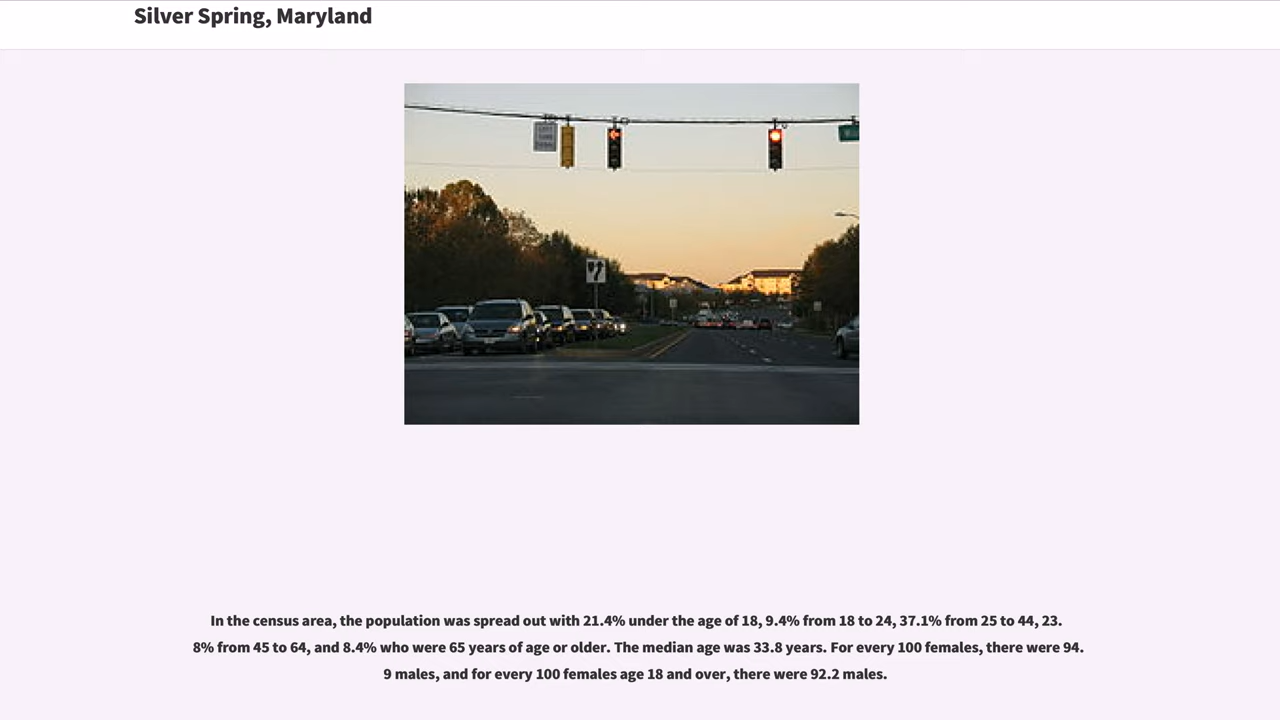 Silver Spring, Maryland
In the census area, the population was spread out with 21.4% under the age of 18, 9.4% from 18 to 24, 37.1% from 25 to 44, 23.
8% from 45 to 64, and 8.4% who were 65 years of age or older. The median age was 33.8 years. For every 100 females, there were 94.
9 males, and for every 100 females age 18 and over, there were 92.2 males.